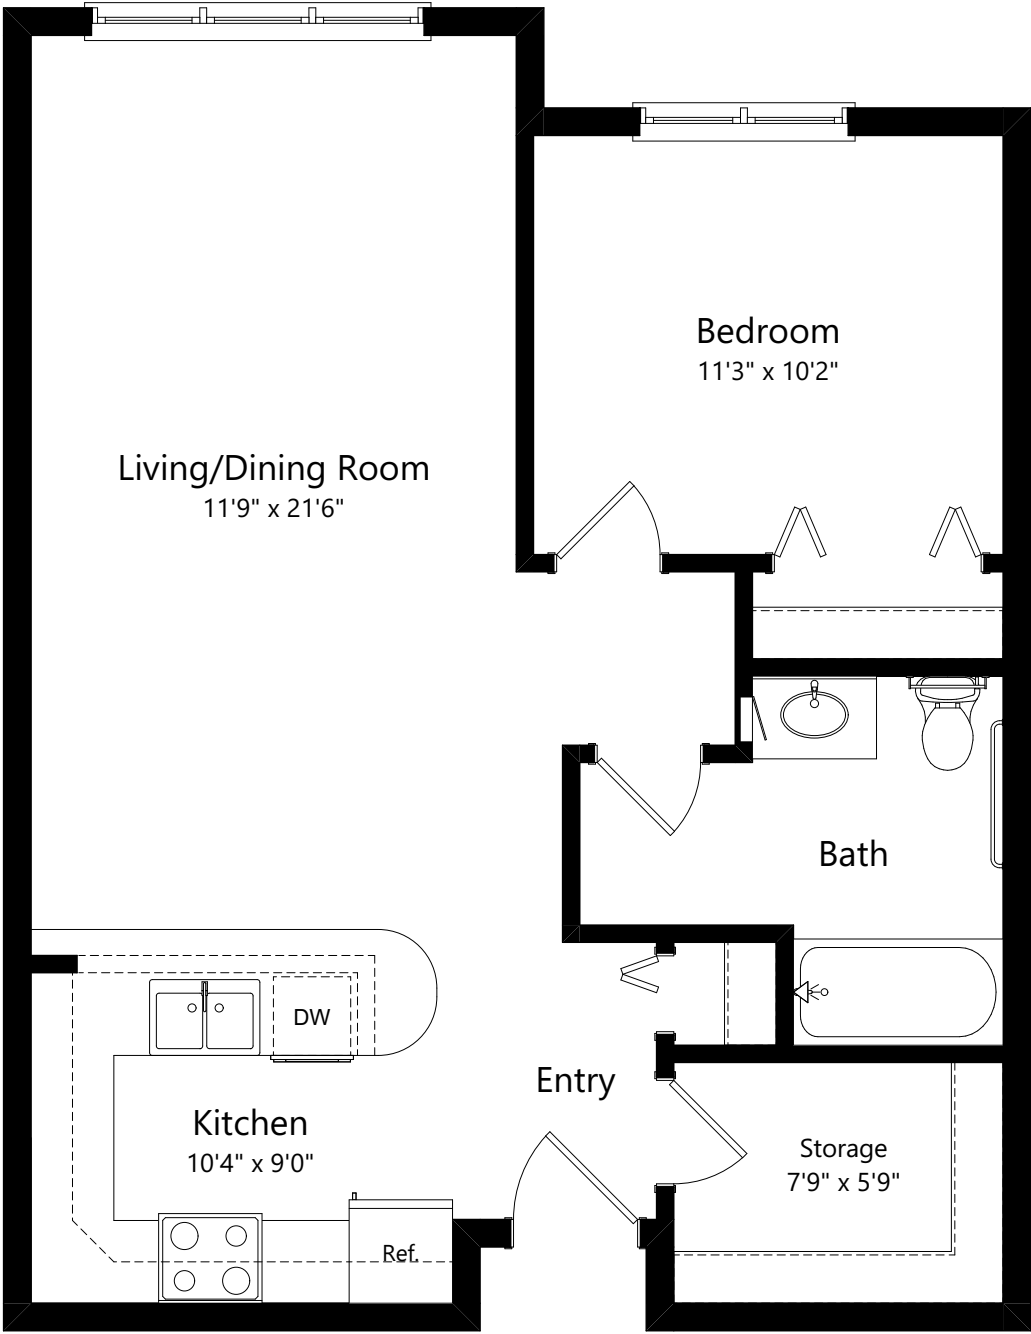 Bedroom
11'3" x 10'2"
Living/Dining Room
11'9" x 21'6"
Bath
DW
Entry
Kitchen
10'4" x 9'0"
Storage
7'9" x 5'9"
Ref.